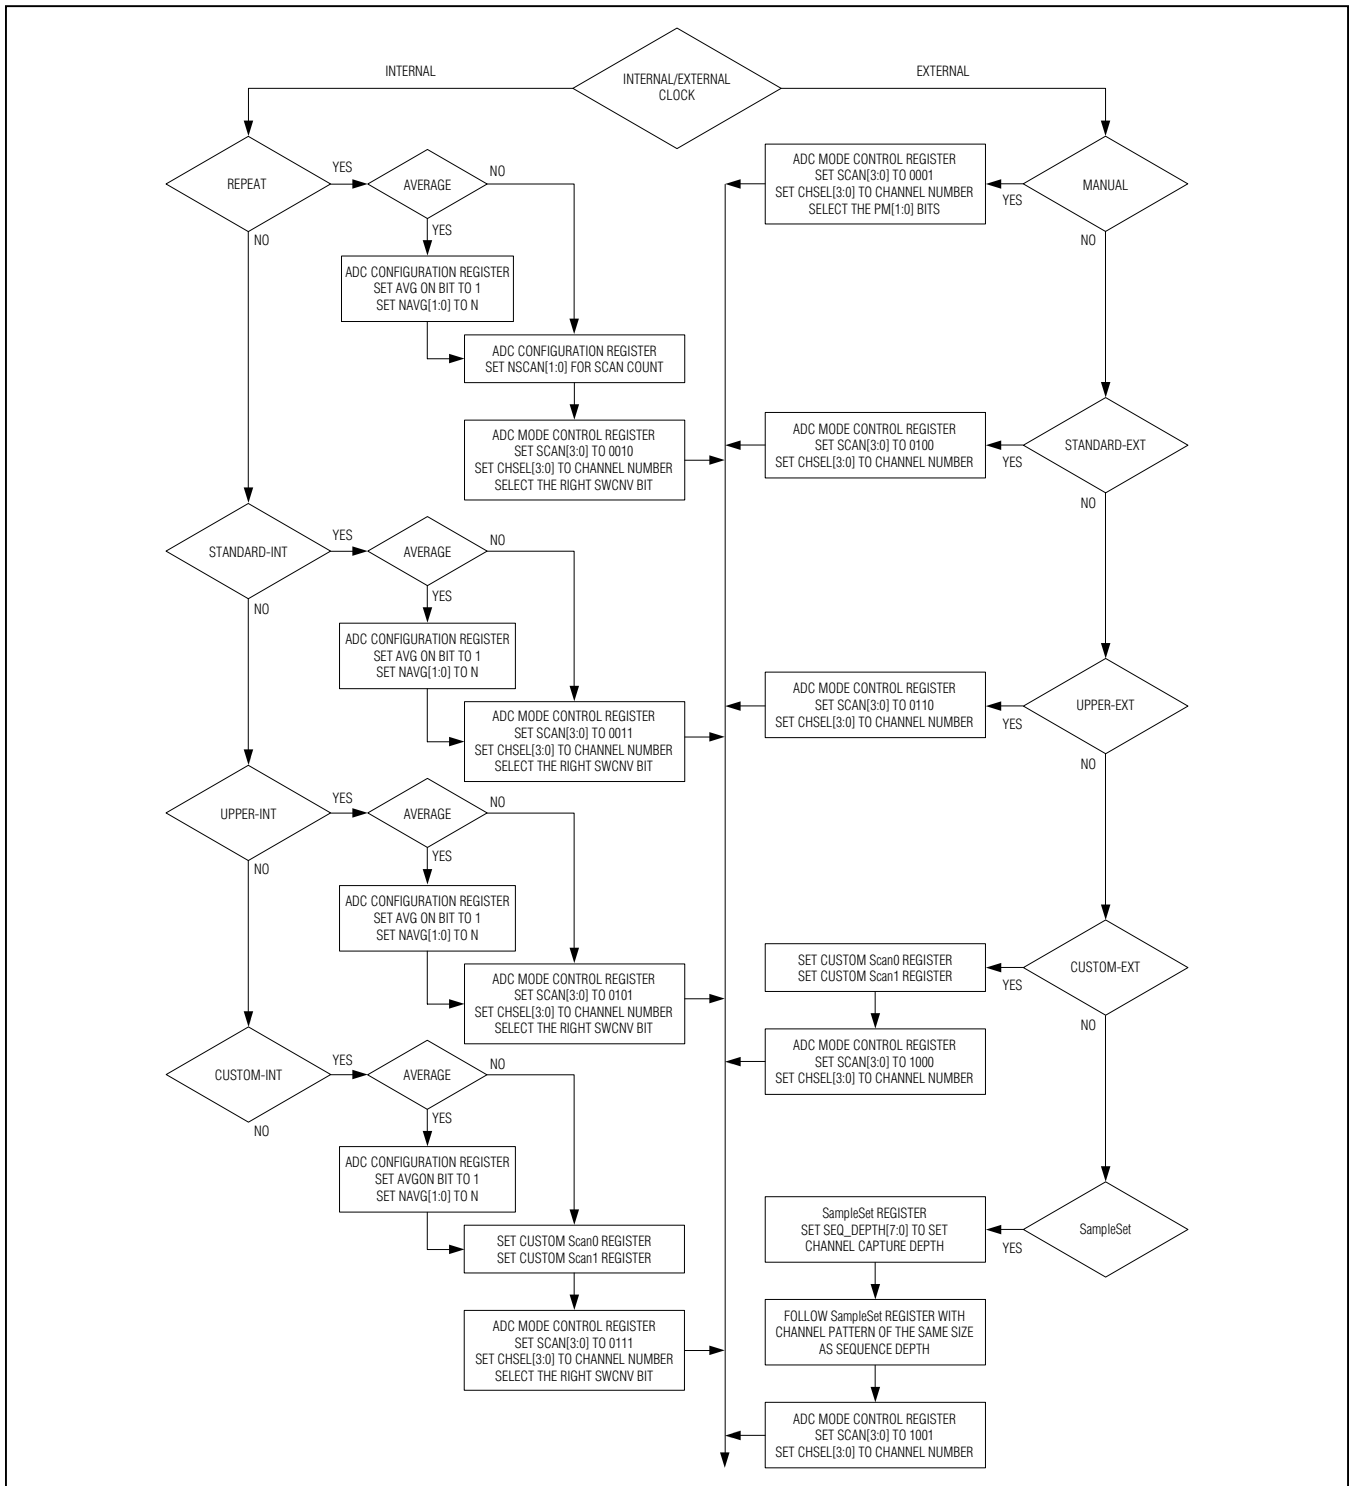 INTERNAL
INTERNAL/EXTERNAL
CLOCK
EXTERNAL
REPEAT
YES
AVERAGE
NO
YES
NO
ADC CONFIGURATION REGISTER
SET AVG ON BIT TO 1
SET NAVG[1:0] TO N
ADC CONFIGURATION REGISTER
SET NSCAN[1:0] FOR SCAN COUNT
ADC MODE CONTROL REGISTER
SET SCAN[3:0] TO 0010
SET CHSEL[3:0] TO CHANNEL NUMBER
SELECT THE RIGHT SWCNV BIT
STANDARD-INT
YES
AVERAGE
NO
YES
NO
ADC CONFIGURATION REGISTER
SET AVG ON BIT TO 1
SET NAVG[1:0] TO N
ADC MODE CONTROL REGISTER
SET SCAN[3:0] TO 0011
SET CHSEL[3:0] TO CHANNEL NUMBER
SELECT THE RIGHT SWCNV BIT
UPPER-INT
YES
AVERAGE
NO
YES
NO
ADC CONFIGURATION REGISTER
SET AVG ON BIT TO 1
SET NAVG[1:0] TO N
ADC MODE CONTROL REGISTER
SET SCAN[3:0] TO 0101
SET CHSEL[3:0] TO CHANNEL NUMBER
SELECT THE RIGHT SWCNV BIT
CUSTOM-INT
YES
AVERAGE
NO
YES
NO
ADC CONFIGURATION REGISTER
SET AVGON BIT TO 1
SET NAVG[1:0] TO N
SET CUSTOM Scan0 REGISTER
SET CUSTOM Scan1 REGISTER
ADC MODE CONTROL REGISTER
SET SCAN[3:0] TO 0111
SET CHSEL[3:0] TO CHANNEL NUMBER
SELECT THE RIGHT SWCNV BIT
ADC MODE CONTROL REGISTER
SET SCAN[3:0] TO 0001
SET CHSEL[3:0] TO CHANNEL NUMBER
SELECT THE PM[1:0] BITS
YES
MANUAL
NO
ADC MODE CONTROL REGISTER
SET SCAN[3:0] TO 0100
SET CHSEL[3:0] TO CHANNEL NUMBER
YES
STANDARD-EXT
NO
ADC MODE CONTROL REGISTER
SET SCAN[3:0] TO 0110
SET CHSEL[3:0] TO CHANNEL NUMBER
YES
UPPER-EXT
NO
SET CUSTOM Scan0 REGISTER
SET CUSTOM Scan1 REGISTER
YES
CUSTOM-EXT
NO
ADC MODE CONTROL REGISTER
SET SCAN[3:0] TO 1000
SET CHSEL[3:0] TO CHANNEL NUMBER
SampleSet REGISTER
SET SEQ_DEPTH[7:0] TO SET
CHANNEL CAPTURE DEPTH
YES
SampleSet
FOLLOW SampleSet REGISTER WITH
CHANNEL PATTERN OF THE SAME SIZE
AS SEQUENCE DEPTH
ADC MODE CONTROL REGISTER
SET SCAN[3:0] TO 1001
SET CHSEL[3:0] TO CHANNEL NUMBER